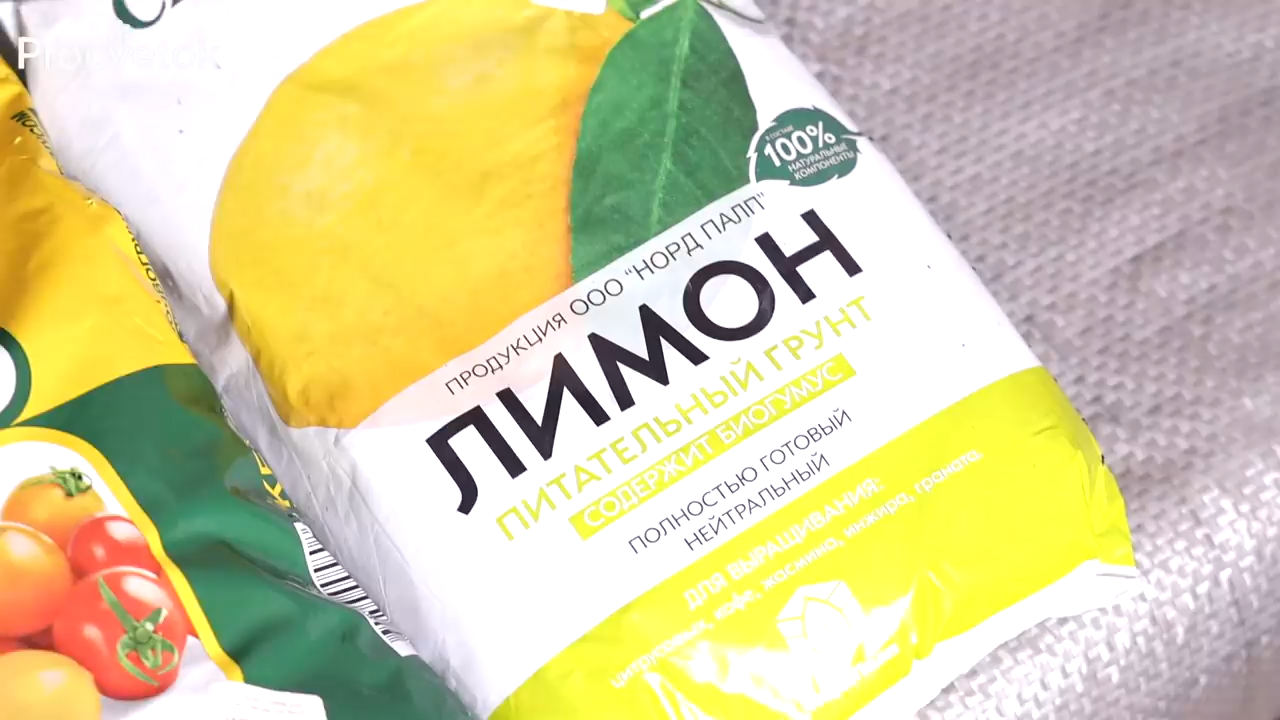 В СОСТАВЕ
100%
НАТУРАЛЬНЫЕ
КОМПОНЕНТЫ
ПРОДУКЦИЯ ООО "НОРД ПАЛП"
ЛИМОН
ПИТАТЕЛЬНЫЙ ГРУНТ
СОДЕРЖИТ БИОГУМУС
ПОЛНОСТЬЮ ГОТОВЫЙ
НЕЙТРАЛЬНЫЙ
ДЛЯ ВЫРАЩИВАНИЯ:
цитрусовых, кофе, жасмина, инжира, граната.